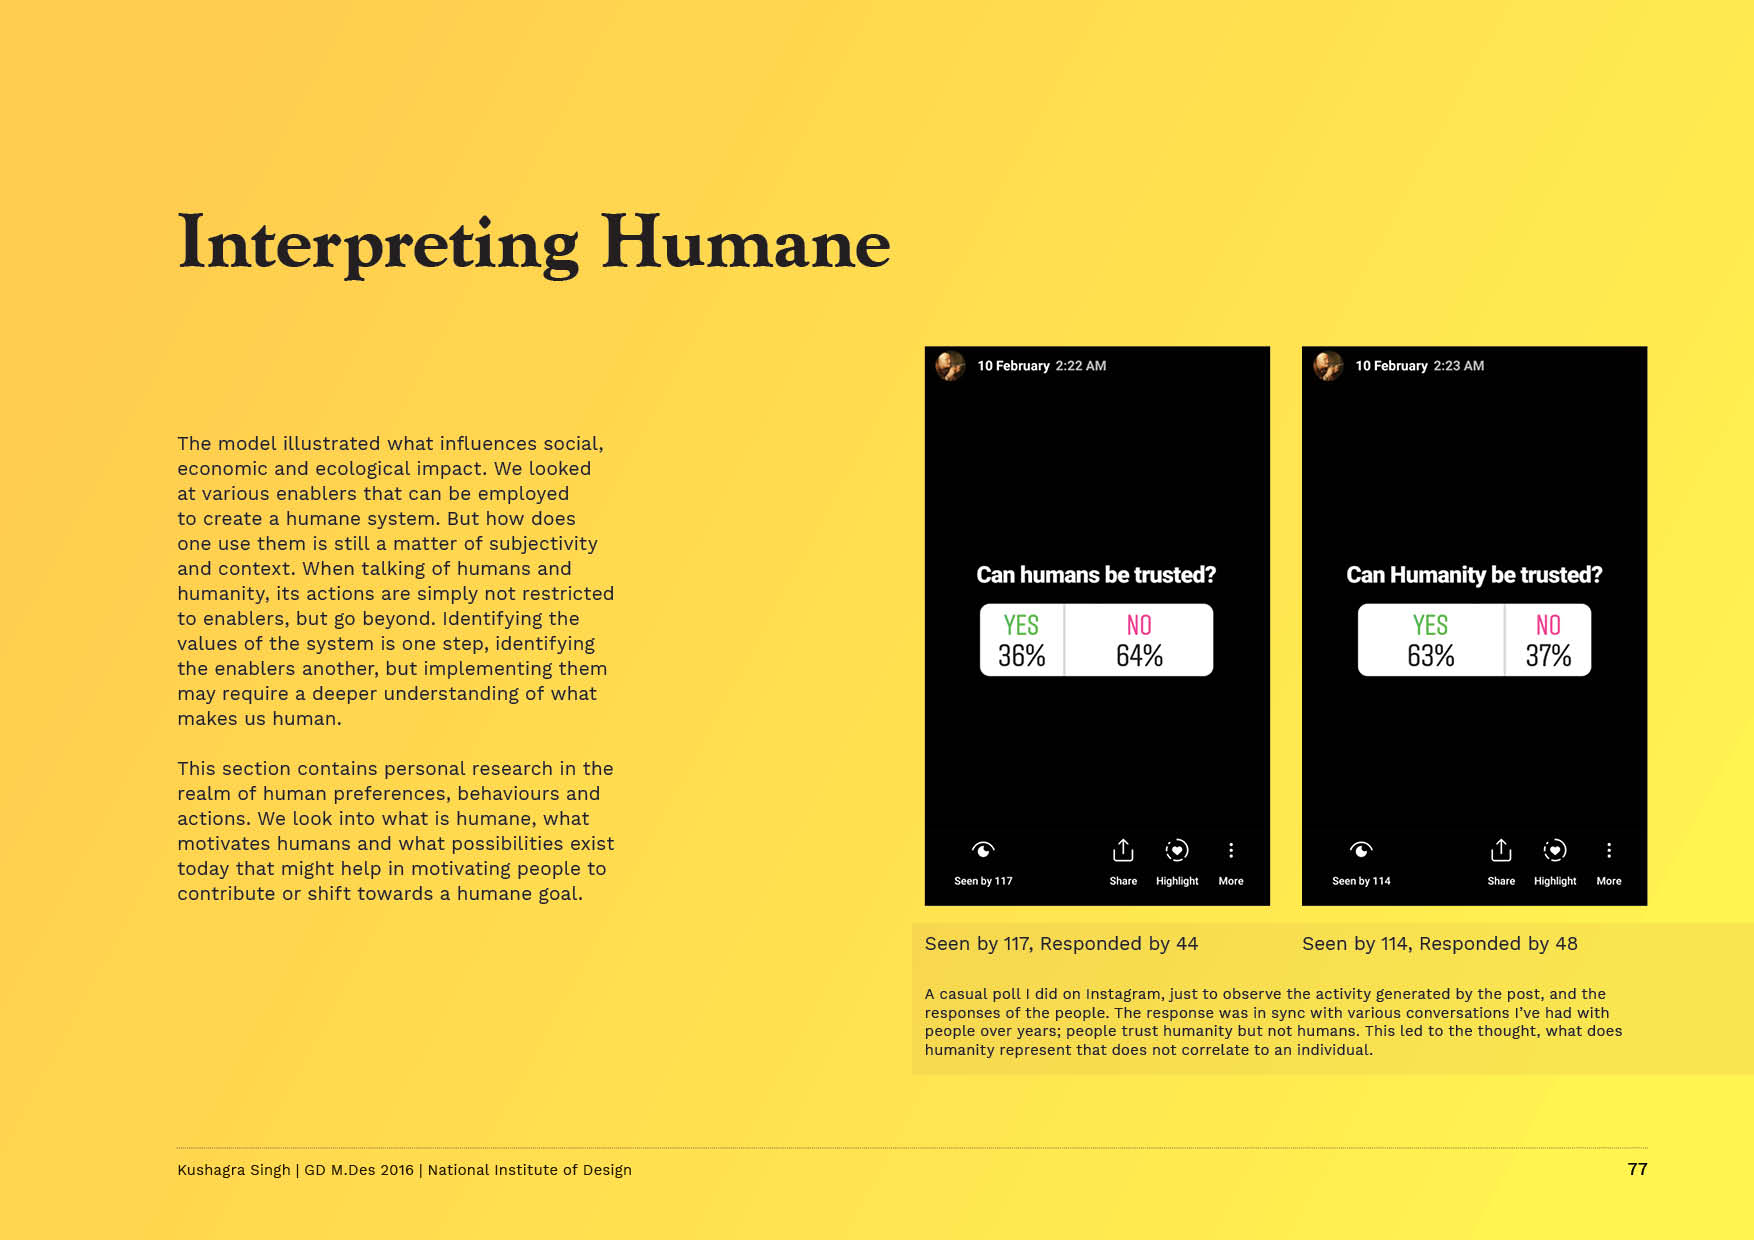 Interpreting Humane
The model illustrated what influences social,
economic and ecological impact. We looked
at various enablers that can be employed
to create a humane system. But how does
one use them is still a matter of subjectivity
and context. When talking of humans and
humanity, its actions are simply not restricted
to enablers, but go beyond. Identifying the
values of the system is one step, identifying
the enablers another, but implementing them
may require a deeper understanding of what
makes us human.
This section contains personal research in the
realm of human preferences, behaviours and
actions. We look into what is humane, what
motivates humans and what possibilities exist
today that might help in motivating people to
contribute or shift towards a humane goal.
10 February 2:22 AM
Can humans be trusted?
YES NO
36% 64%
Seen by 117 Share Highlight More
10 February 2:23 AM
Can Humanity be trusted?
YES NO
63% 37%
Seen by 114 Share Highlight More
Seen by 117, Responded by 44
Seen by 114, Responded by 48
A casual poll I did on Instagram, just to observe the activity generated by the post, and the
responses of the people. The response was in sync with various conversations I've had with
people over years; people trust humanity but not humans. This led to the thought, what does
humanity represent that does not correlate to an individual.
Kushagra Singh | GD M.Des 2016 | National Institute of Design
77